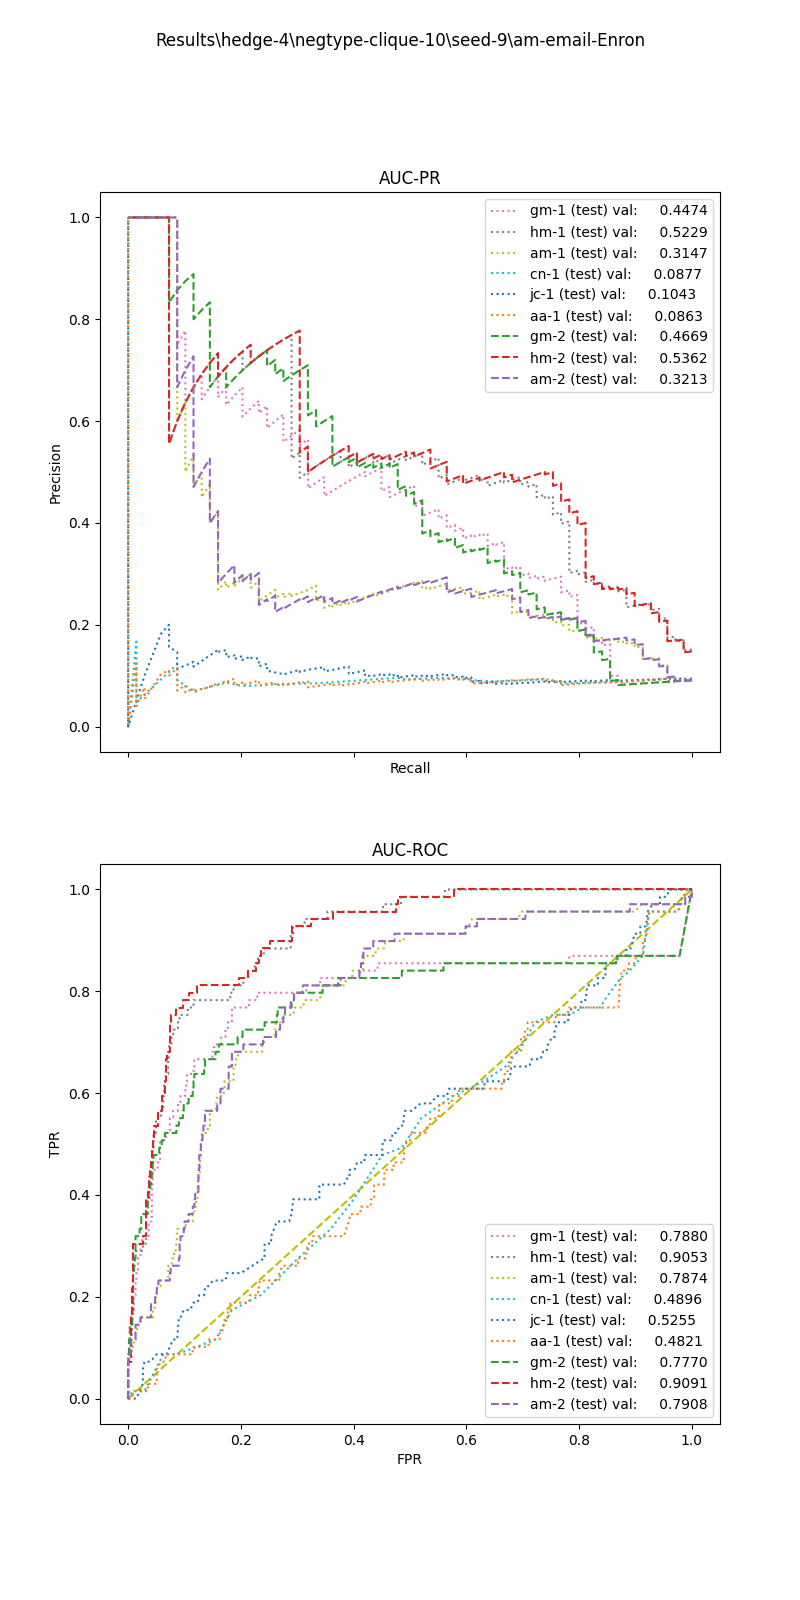 Results\hedge-4\negtype-clique-10\seed-9\am-email-Enron
AUC-PR
gm-1 (test) val: 0.4474
hm-1 (test) val: 0.5229
am-1 (test) val: 0.3147
cn-1 (test) val: 0.0877
jc-1 (test) val: 0.1043
aa-1 (test) val: 0.0863
gm-2 (test) val: 0.4669
hm-2 (test) val: 0.5362
am-2 (test) val: 0.3213
1.0
0.8
0.6
0.4
0.2
0.0
Precision
Recall
AUC-ROC
1.0
0.8
0.6
0.4
0.2
0.0
TPR
gm-1 (test) val: 0.7880
hm-1 (test) val: 0.9053
am-1 (test) val: 0.7874
cn-1 (test) val: 0.4896
jc-1 (test) val: 0.5255
aa-1 (test) val: 0.4821
gm-2 (test) val: 0.7770
hm-2 (test) val: 0.9091
am-2 (test) val: 0.7908
0.0 0.2 0.4 0.6 0.8 1.0
FPR